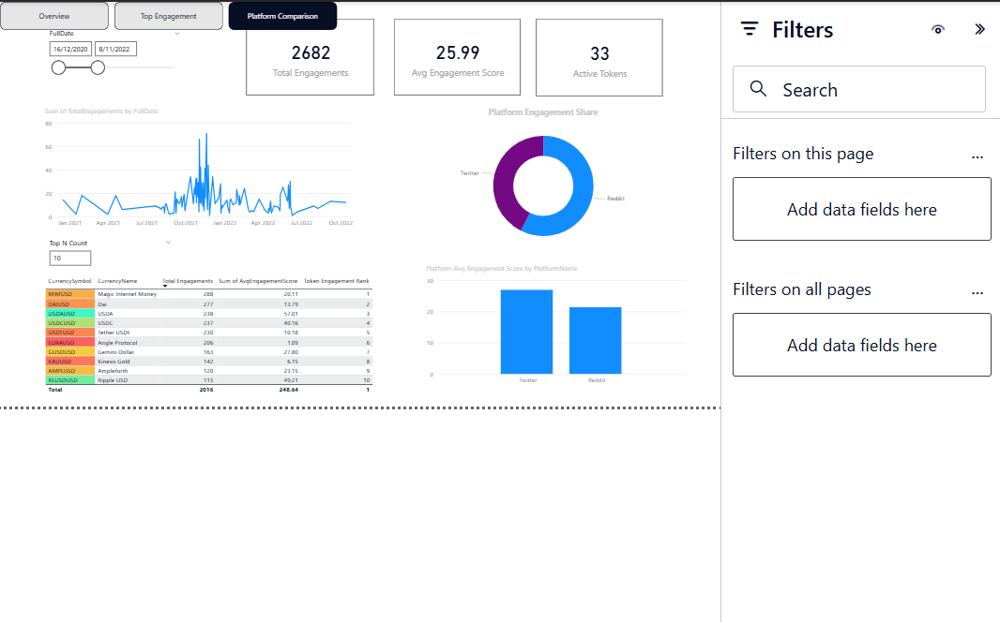 Overview
Top Engagement
Platform Comparison
FullDate
16/12/2020
8/11/2022
2682
Total Engagements
25.99
Avg Engagement Score
33
Active Tokens
Sum of TotalEngagements by FullDate
80
60
40
20
0
Jan 2021
Apr 2021
Jul 2021
Oct 2021
Jan 2022
Apr 2022
Jul 2022
Oct 2022
Platform Engagement Share
Twitter
Reddit
Top N Count
10
CurrencySymbol CurrencyName Total Engagements Sum of AvgEngagementScore Token Engagement Rank
MIMUSD Magic Internet Money 288 20.11 1
DAIUSD Dai 277 13.79 2
USDAUSD USDA 238 57.01 3
USDCUSD USDC 237 40.16 4
USDTUSD Tether USDt 230 10.18 5
EURAUSD Angle Protocol 206 1.09 6
GUSDUSD Gemini Dollar 163 27.80 7
KAUUSD Kinesis Gold 142 6.15 8
AMPLUSD Ampleforth 120 23.15 9
RLUSDUSD Ripple USD 115 49.21 10
Total 2016 248.64 1
Platform Avg Engagement Score by PlatformName
30
20
10
0
Twitter
Reddit
Filters
Search
Filters on this page
...
Add data fields here
Filters on all pages
...
Add data fields here